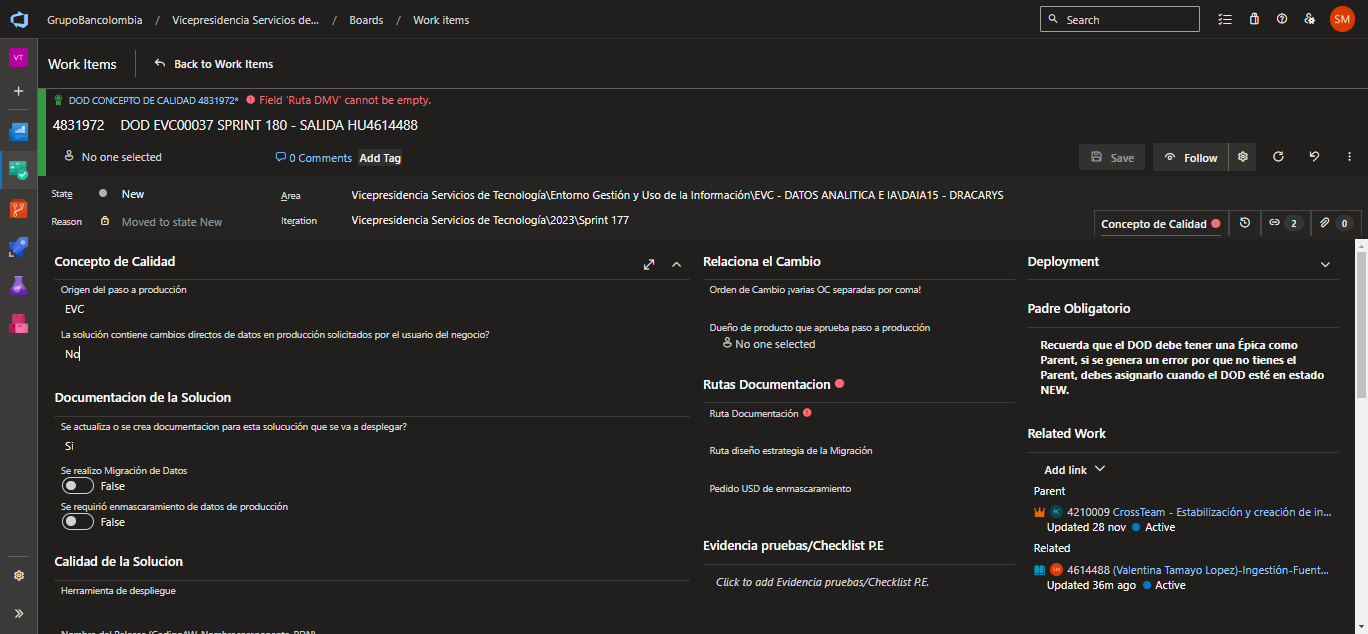 GrupoBancolombia / Vicepresidencia Servicios de... / Boards / Work items
Search
SM
VT
Work Items
Back to Work Items
DOD CONCEPTO DE CALIDAD 4831972* Field 'Ruta DMV' cannot be empty.
4831972 DOD EVC00037 SPRINT 180 - SALIDA HU4614488
No one selected
0 Comments
Add Tag
Save
Follow
State
New
Area
Vicepresidencia Servicios de Tecnología\Entorno Gestión y Uso de la Información\EVC - DATOS ANALITICA E IA\DAIA15 - DRACARYS
Reason
Moved to state New
Iteration
Vicepresidencia Servicios de Tecnología\2023\Sprint 177
Concepto de Calidad
2
0
Concepto de Calidad
Origen del paso a producción
EVC
La solución contiene cambios directos de datos en producción solicitados por el usuario del negocio?
No
Documentacion de la Solucion
Se actualiza o se crea documentacion para esta solucución que se va a desplegar?
Si
Se realizo Migración de Datos
False
Se requirió enmascaramiento de datos de producción
False
Calidad de la Solucion
Herramienta de despliegue
Relaciona el Cambio
Orden de Cambio ¡varias OC separadas por coma!
Dueño de producto que aprueba paso a producción
No one selected
Rutas Documentacion
Ruta Documentación
Ruta diseño estrategia de la Migración
Pedido USD de enmascaramiento
Evidencia pruebas/Checklist P.E
Click to add Evidencia pruebas/Checklist P.E.
Deployment
Padre Obligatorio
Recuerda que el DOD debe tener una Épica como
Parent, si se genera un error por que no tienes el
Parent, debes asignarlo cuando el DOD esté en estado
NEW.
Related Work
Add link
Parent
4210009 CrossTeam - Estabilización y creación de in...
Updated 28 nov Active
Related
SM 4614488 (Valentina Tamayo Lopez)-Ingestión-Fuent...
Updated 36m ago Active